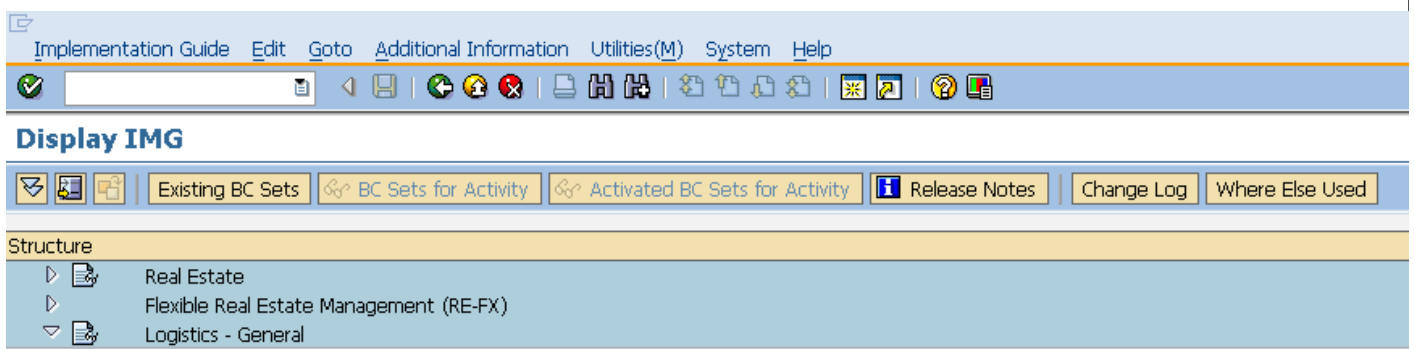 Implementation Guide Edit Goto Additional Information Utilities(M) System Help
Display IMG
Existing BC Sets BC Sets for Activity Activated BC Sets for Activity Release Notes Change Log Where Else Used
Structure
Real Estate
Flexible Real Estate Management (RE-FX)
Logistics - General